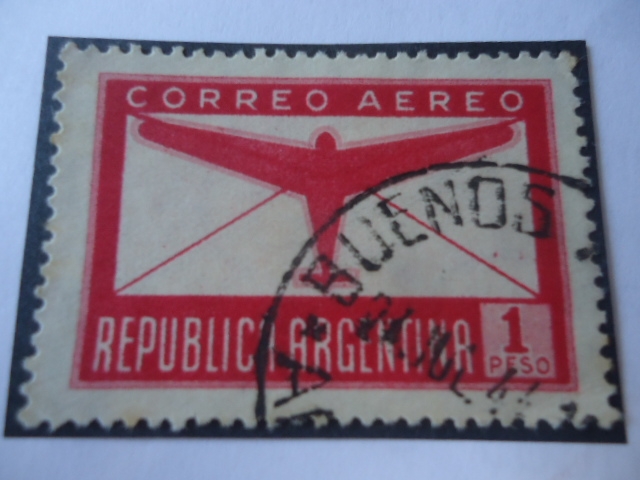 CORREO AEREO
REPUBLICA ARGENTINA
1
PESO
BUENOS